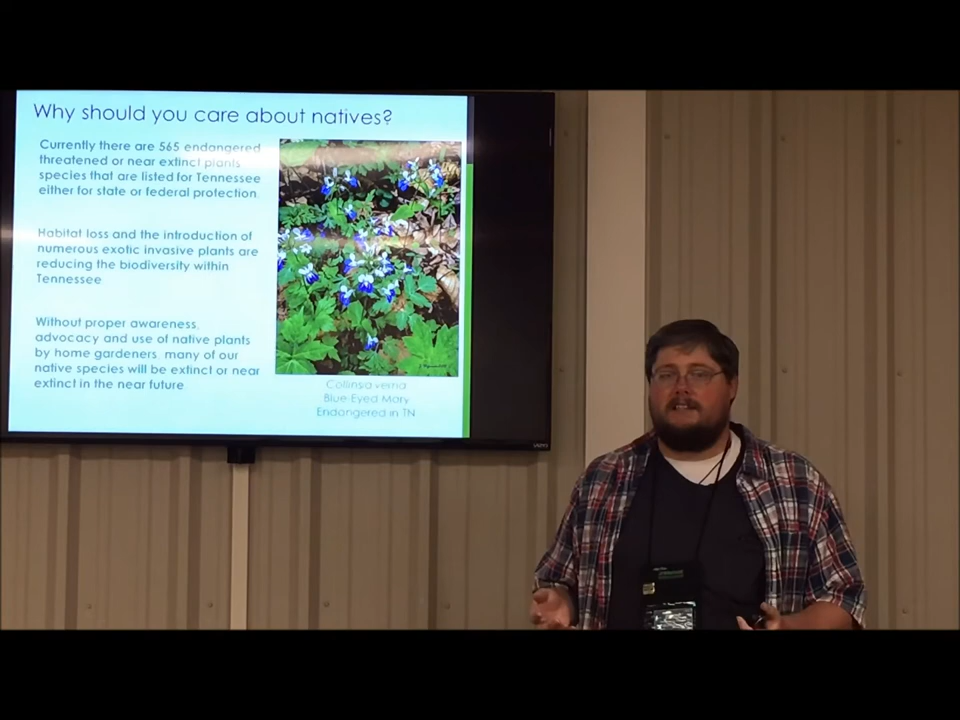 Why should you care about natives?
Currently there are 565 endangered
threatened or near extinct plants
species that are listed for Tennessee
either for state or federal protection.
Habitat loss and the introduction of
numerous exotic invasive plants are
reducing the biodiversity within
Tennessee
Without proper awareness,
advocacy and use of native plants
by home gardeners many of our
native species will be extinct or near
extinct in the near future
Collinsia verna
Blue Eyed Mary
Endangered in TN
VIZIO